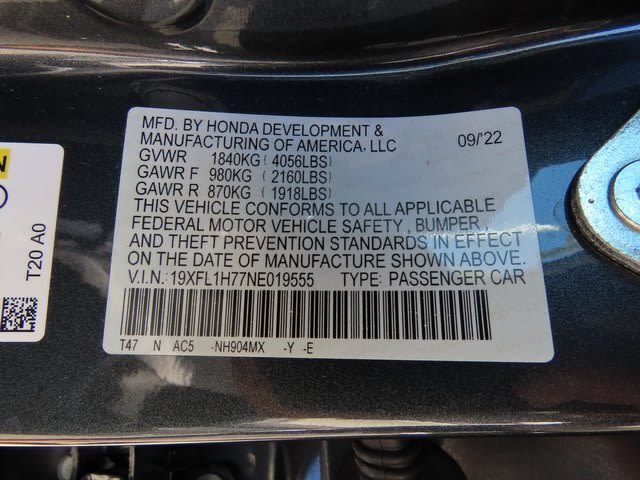 MFD. BY HONDA DEVELOPMENT &
MANUFACTURING OF AMERICA, LLC 09/'22
GVWR 1840KG (4056LBS)
GAWR F 980KG (2160LBS)
GAWR R 870KG (1918LBS)
THIS VEHICLE CONFORMS TO ALL APPLICABLE
FEDERAL MOTOR VEHICLE SAFETY, BUMPER,
AND THEFT PREVENTION STANDARDS IN EFFECT
ON THE DATE OF MANUFACTURE SHOWN ABOVE.
V.I.N.: 19XFL1H77NE019555 TYPE: PASSENGER CAR
T47 N AC5 -NH904MX -Y -E
T20 A0